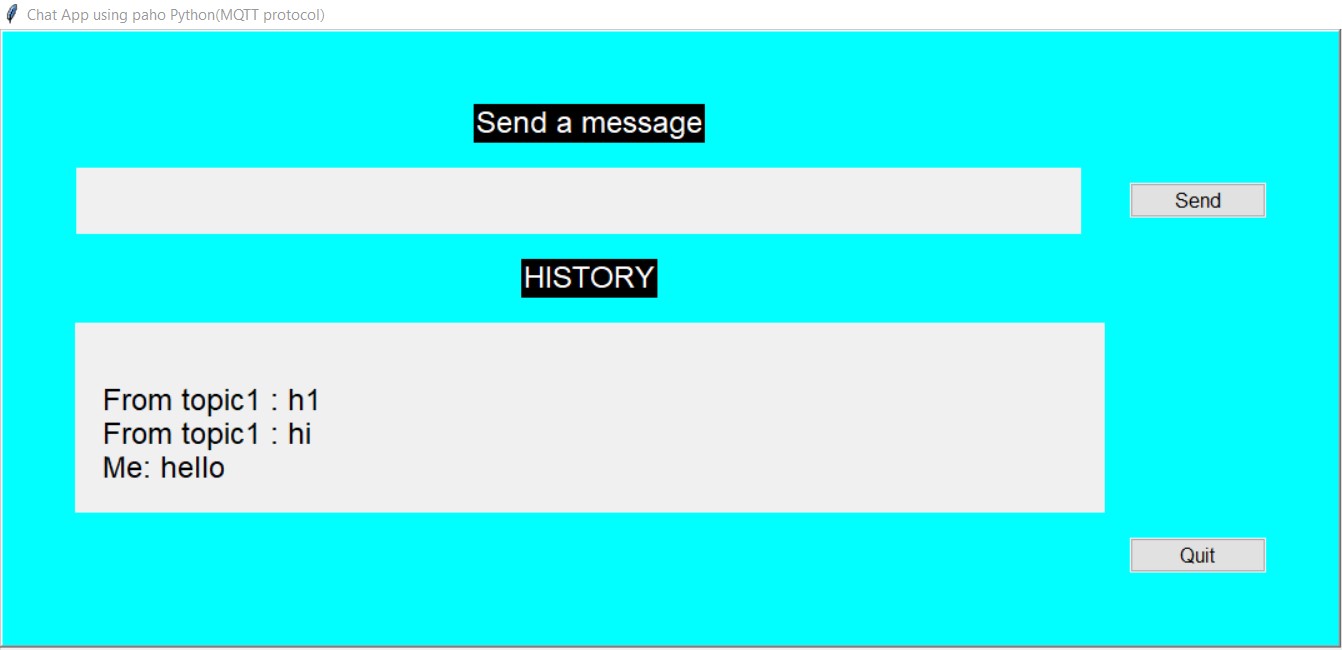 Chat App using paho Python(MQTT protocol)
Send a message
Send
HISTORY
From topic1 : h1
From topic1 : hi
Me: hello
Quit